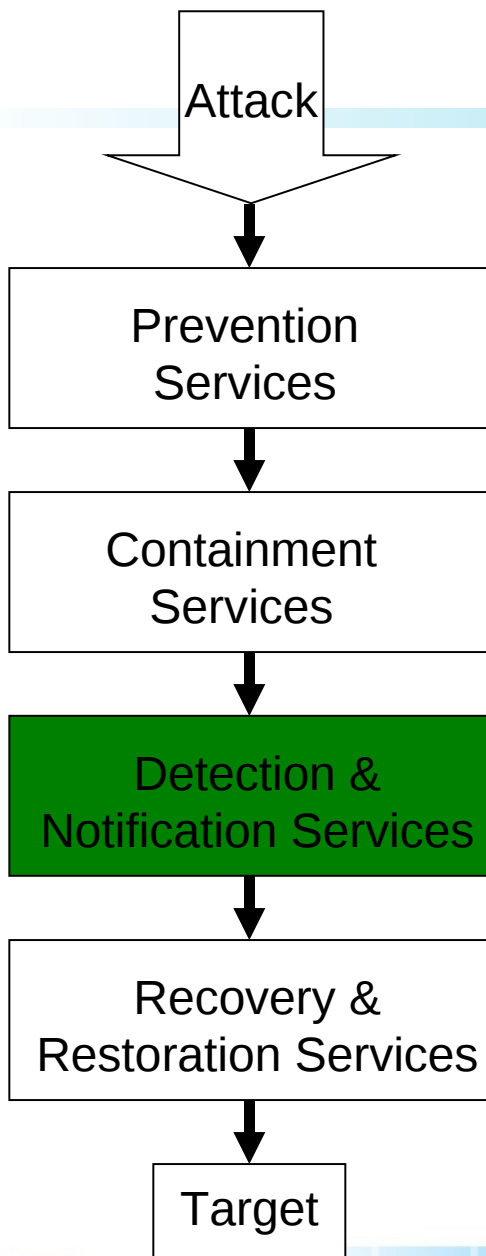 Attack
Prevention
Services
Containment
Services
Detection &
Notification Services
Recovery &
Restoration Services
Target